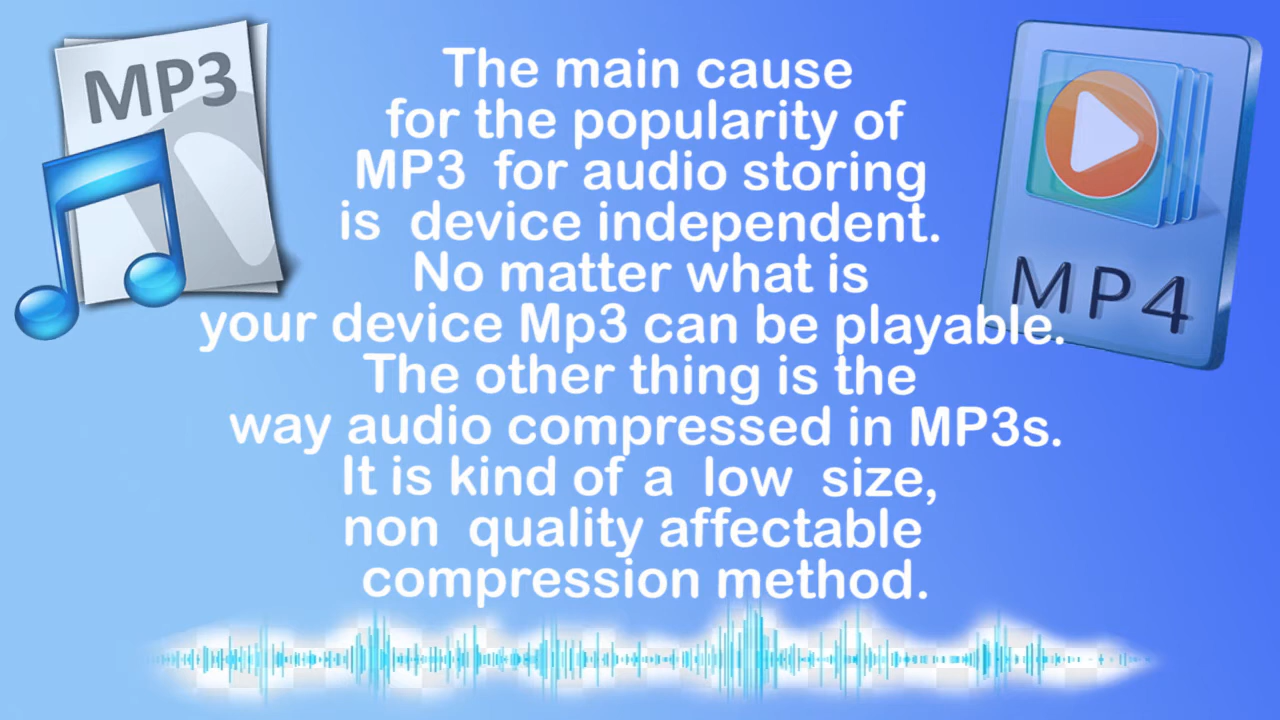 MP3
MP4
The main cause
for the popularity of
MP3 for audio storing
is device independent.
No matter what is
your device Mp3 can be playable.
The other thing is the
way audio compressed in MP3s.
It is kind of a low size,
non quality affectable
compression method.